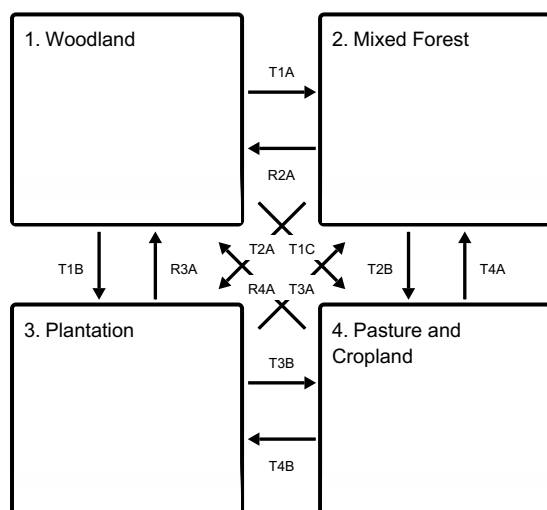 1. Woodland
2. Mixed Forest
T1A
R2A
T2A
T1C
T1B
R3A
T2B
T4A
R4A
T3A
3. Plantation
4. Pasture and
Cropland
T3B
T4B